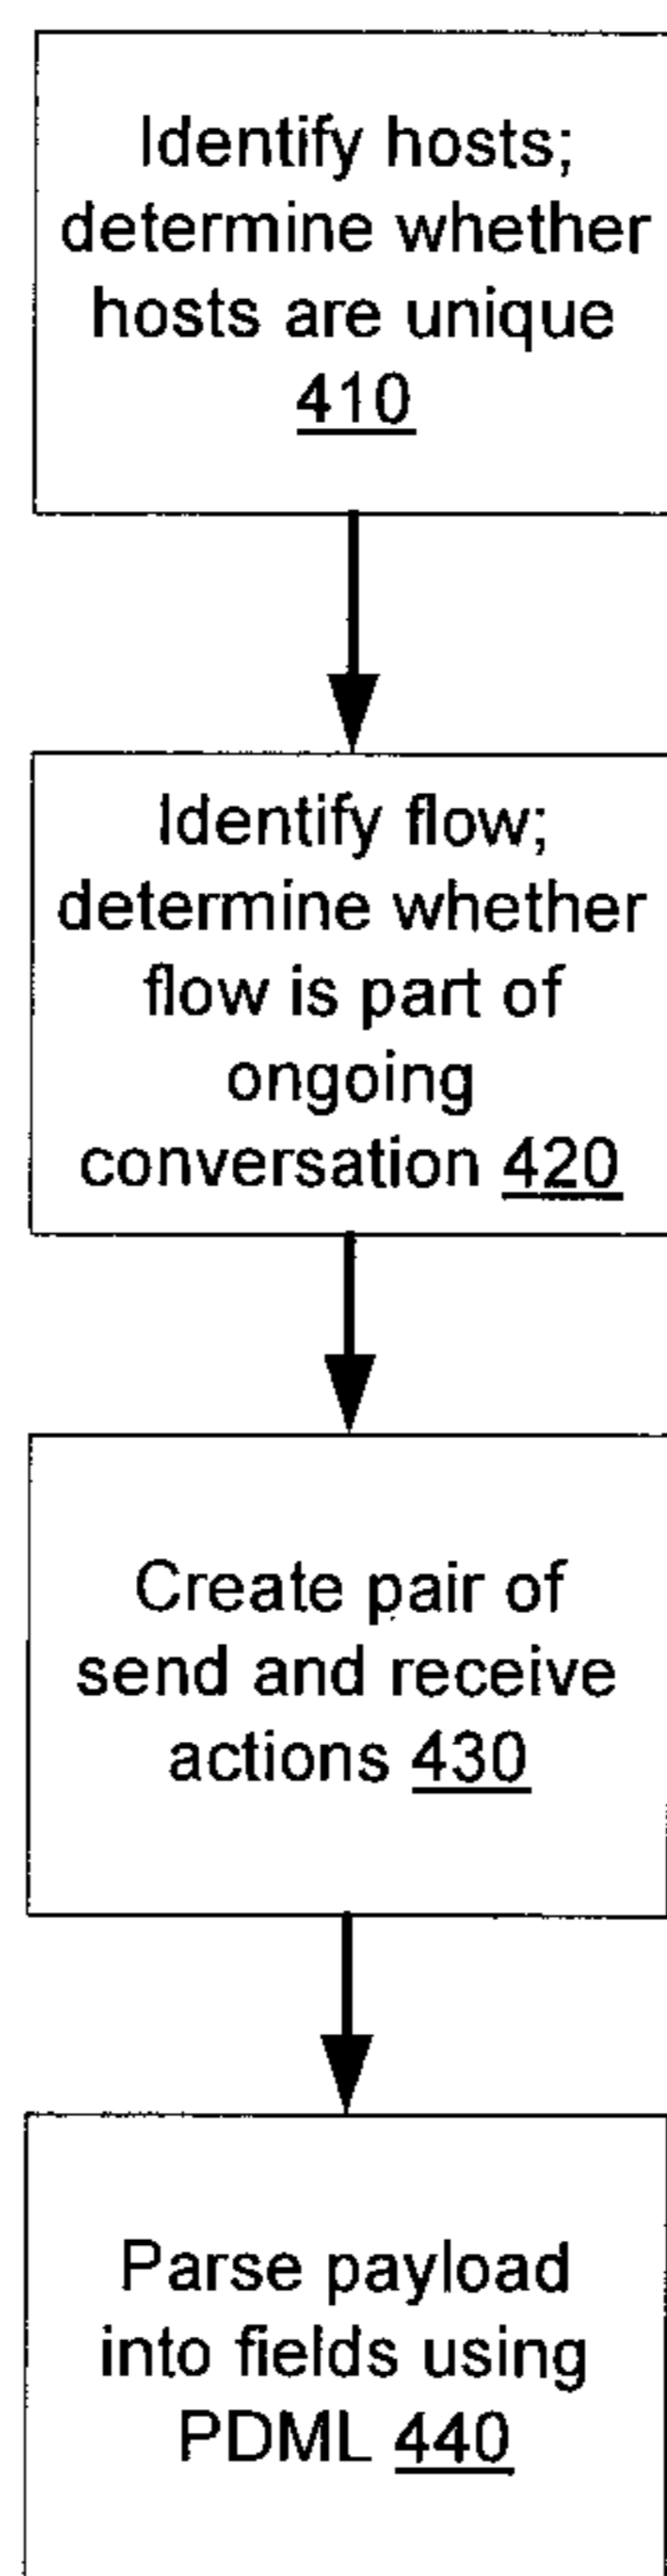 Identify hosts;
determine whether
hosts are unique
410
Identify flow;
determine whether
flow is part of
ongoing
conversation 420
Create pair of
send and receive
actions 430
Parse payload
into fields using
PDML 440